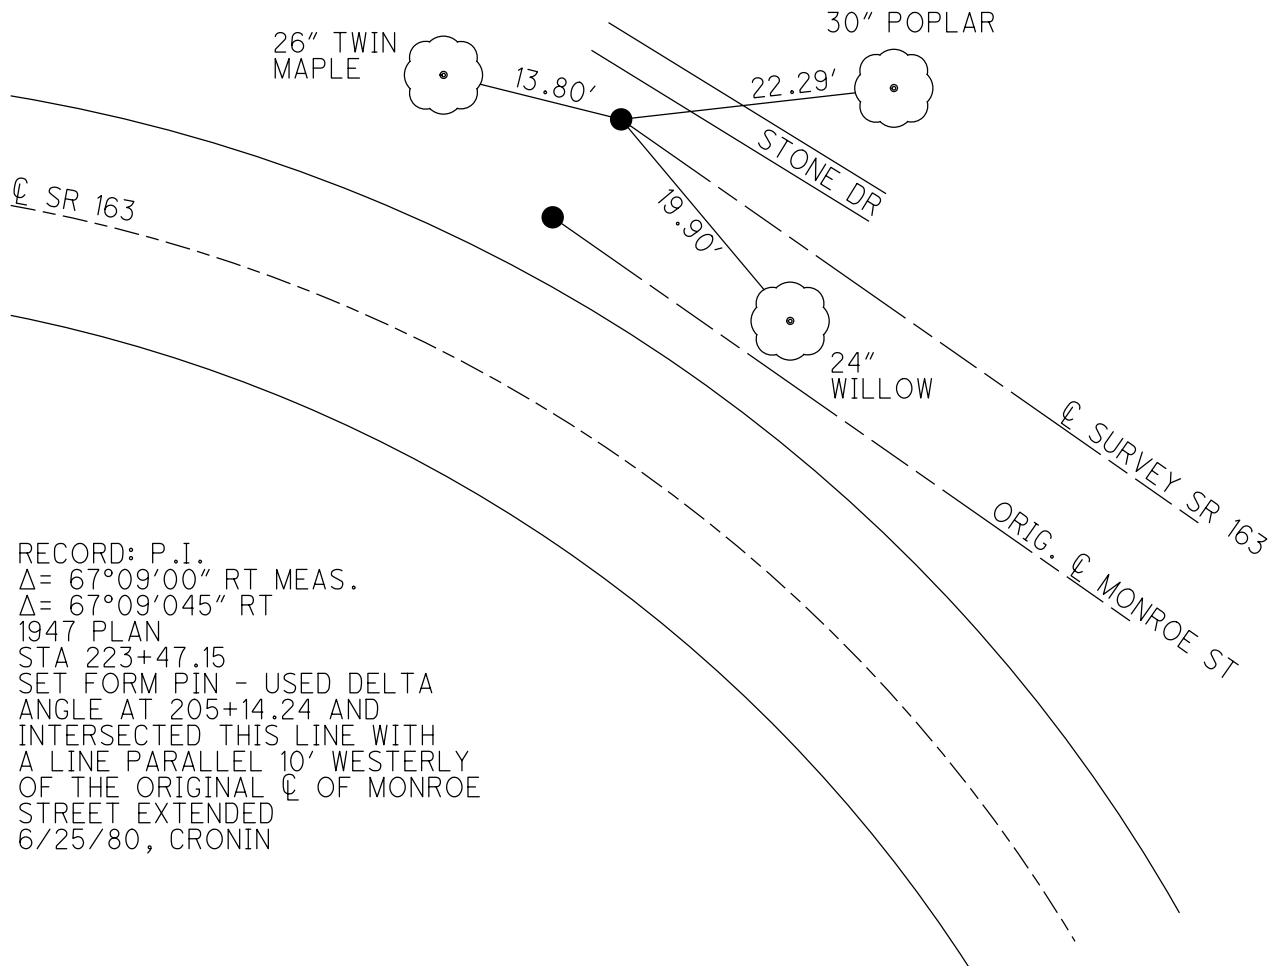 30" POPLAR
26" TWIN
MAPLE
13.80'
22.29'
STONE DR
℄ SR 163
19.90'
24"
WILLOW
℄ SURVEY SR 163
ORIG. ℄ MONROE ST
RECORD: P.I.
Δ= 67°09'00" RT MEAS.
Δ= 67°09'045" RT
1947 PLAN
STA 223+47.15
SET FORM PIN - USED DELTA
ANGLE AT 205+14.24 AND
INTERSECTED THIS LINE WITH
A LINE PARALLEL 10' WESTERLY
OF THE ORIGINAL ℄ OF MONROE
STREET EXTENDED
6/25/80, CRONIN